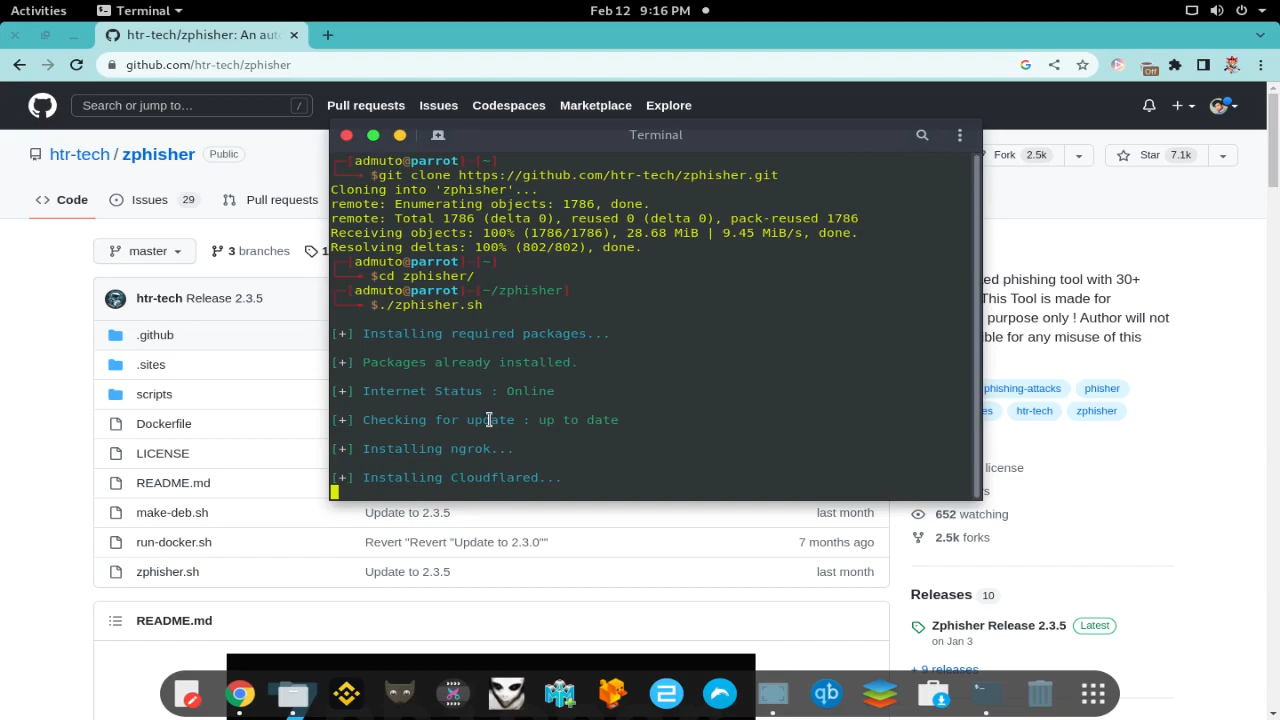 Activities
Terminal
Feb 12 9:16 PM
htr-tech/zphisher: An aut
github.com/htr-tech/zphisher
Off
Search or jump to…
/
Pull requests
Issues
Codespaces
Marketplace
Explore
htr-tech / zphisher
Public
Fork 2.5k
Star 7.1k
Code
Issues 29
Pull requests
master
3 branches
1
htr-tech Release 2.3.5
.github
.sites
scripts
Dockerfile
LICENSE
README.md
make-deb.sh
Update to 2.3.5
last month
run-docker.sh
Revert "Revert "Update to 2.3.0""
7 months ago
zphisher.sh
Update to 2.3.5
last month
README.md
Terminal
[admuto@parrot]-[~]
$git clone https://github.com/htr-tech/zphisher.git
Cloning into 'zphisher'...
remote: Enumerating objects: 1786, done.
remote: Total 1786 (delta 0), reused 0 (delta 0), pack-reused 1786
Receiving objects: 100% (1786/1786), 28.68 MiB | 9.45 MiB/s, done.
Resolving deltas: 100% (802/802), done.
[admuto@parrot]-[~]
$cd zphisher/
[admuto@parrot]-[~/zphisher]
$./zphisher.sh
[+] Installing required packages...
[+] Packages already installed.
[+] Internet Status : Online
[+] Checking for update : up to date
[+] Installing ngrok...
[+] Installing Cloudflared...
ed phishing tool with 30+
This Tool is made for
purpose only ! Author will not
ble for any misuse of this
phishing-attacks
phisher
es
htr-tech
zphisher
license
rs
652 watching
2.5k forks
Releases 10
Zphisher Release 2.3.5
Latest
on Jan 3
+ 9 releases
qb